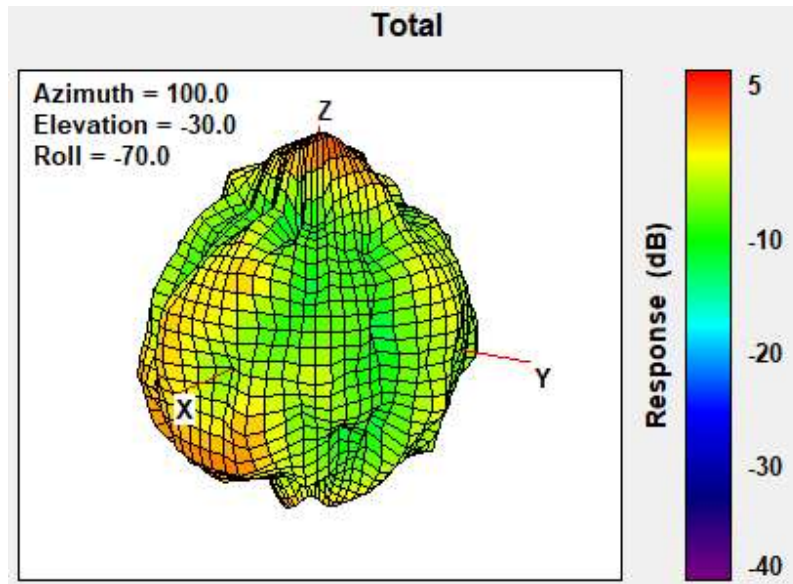 Total
Azimuth = 100.0
Elevation = -30.0
Roll = -70.0
Z
X
Y
Response (dB)
5
-10
-20
-30
-40